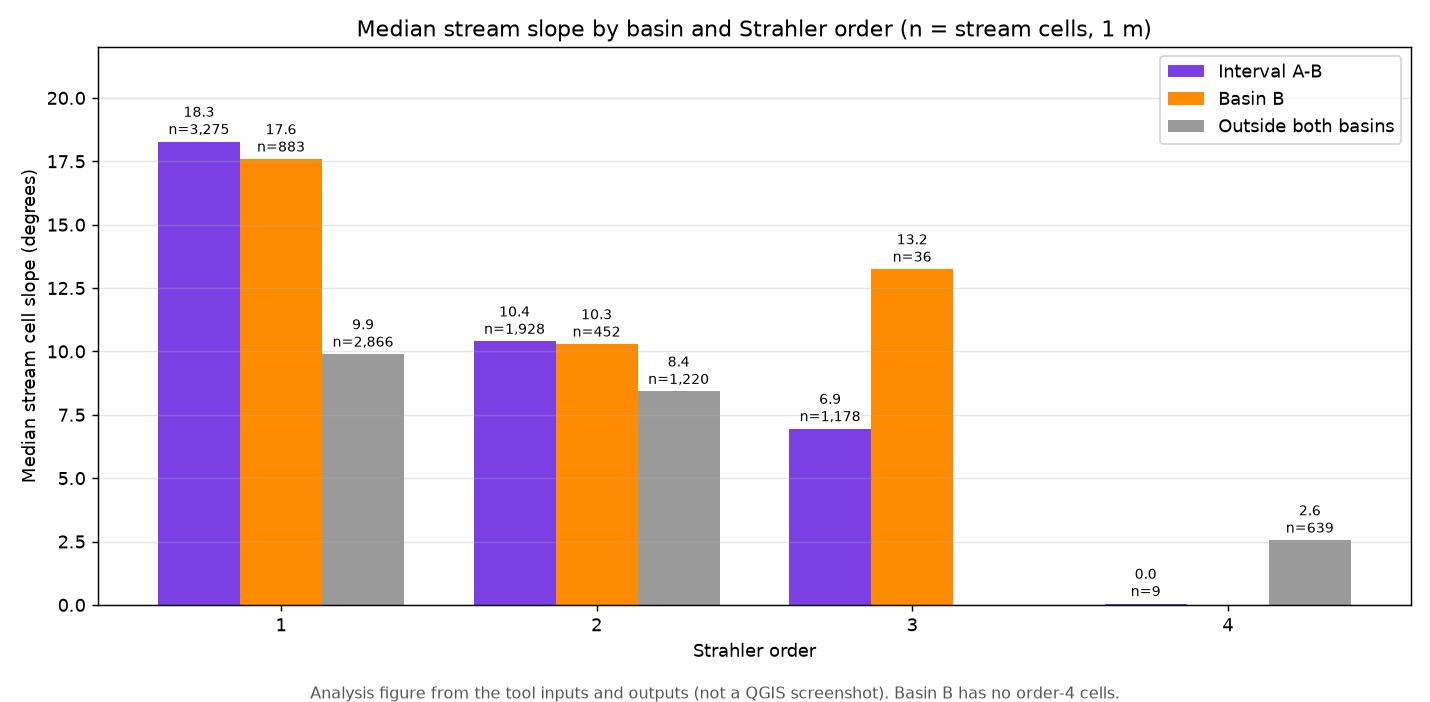 Median stream slope by basin and Strahler order (n = stream cells, 1 m)
Interval A-B
Basin B
Outside both basins
Median stream cell slope (degrees)
20.0
17.5
15.0
12.5
10.0
7.5
5.0
2.5
0.0
18.3
n=3,275
17.6
n=883
9.9
n=2,866
10.4
n=1,928
10.3
n=452
8.4
n=1,220
6.9
n=1,178
13.2
n=36
0.0
n=9
2.6
n=639
1
2
3
4
Strahler order
Analysis figure from the tool inputs and outputs (not a QGIS screenshot). Basin B has no order-4 cells.